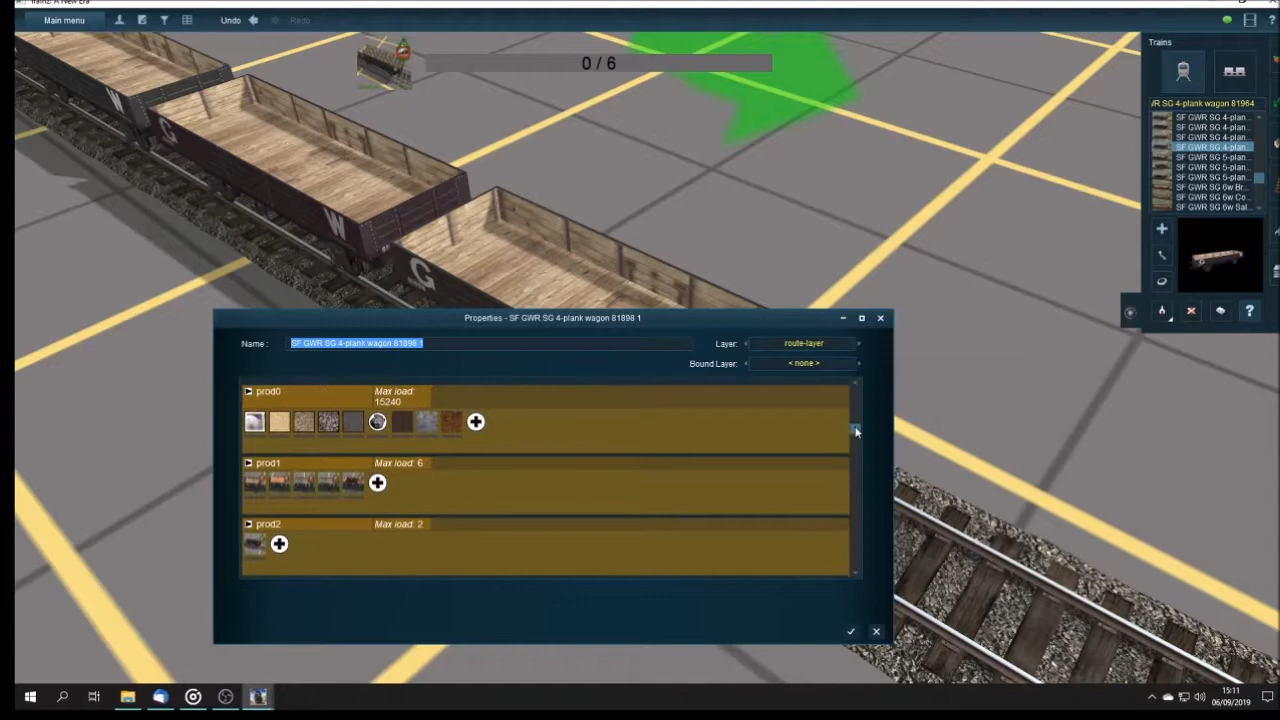 Trainz: A New Era
Main menu
Undo
Redo
?
0 / 6
Trains
VR SG 4-plank wagon 81964
SF GWR SG 4-plan...
SF GWR SG 4-plan...
SF GWR SG 4-plan...
SF GWR SG 4-plan...
SF GWR SG 5-plan...
SF GWR SG 5-plan...
SF GWR SG 5-plan...
SF GWR SG 6w Br...
SF GWR SG 6w Co...
SF GWR SG 6w Sal...
?
W
G
W
G
Properties - SF GWR SG 4-plank wagon 81898 1
Name :
SF GWR SG 4-plank wagon 81898 1
Layer:
route-layer
Bound Layer:
< none >
prod0
Max load:
15240
prod1
Max load: 6
prod2
Max load: 2
15:11
06/09/2019